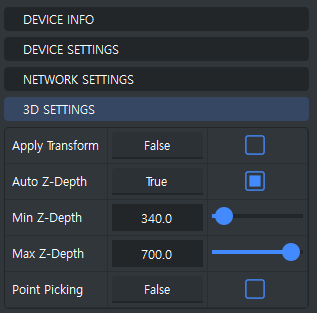 DEVICE INFO
DEVICE SETTINGS
NETWORK SETTINGS
3D SETTINGS
Apply Transform False
Auto Z-Depth True
Min Z-Depth 340.0
Max Z-Depth 700.0
Point Picking False